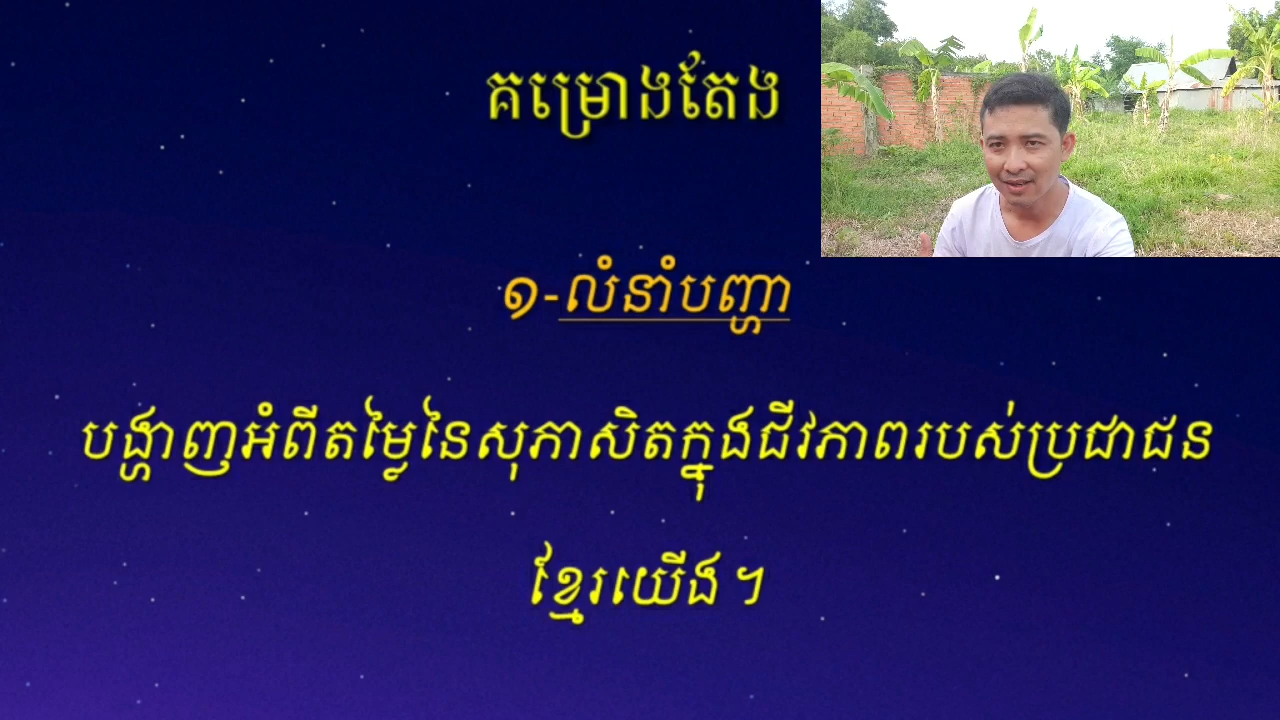 គម្រោងតែង
១-លំនាំបញ្ហា
បង្ហាញអំពីតម្លៃនៃសុភាសិតក្នុងជីវភាពរបស់ប្រជាជន
ខ្មែរយើង ។